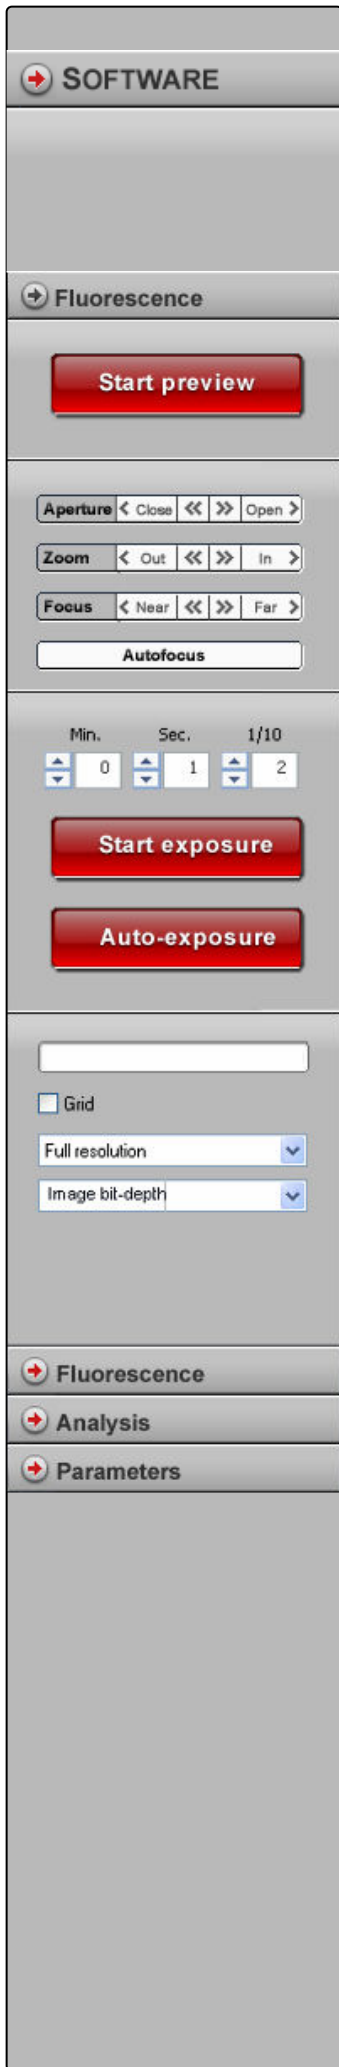 SOFTWARE
Fluorescence
Start preview
Aperture < Close << >> Open >
Zoom < Out << >> In >
Focus < Near << >> Far >
Autofocus
Min. Sec. 1/10
0 1 2
Start exposure
Auto-exposure
Grid
Full resolution
Image bit-depth
Fluorescence
Analysis
Parameters